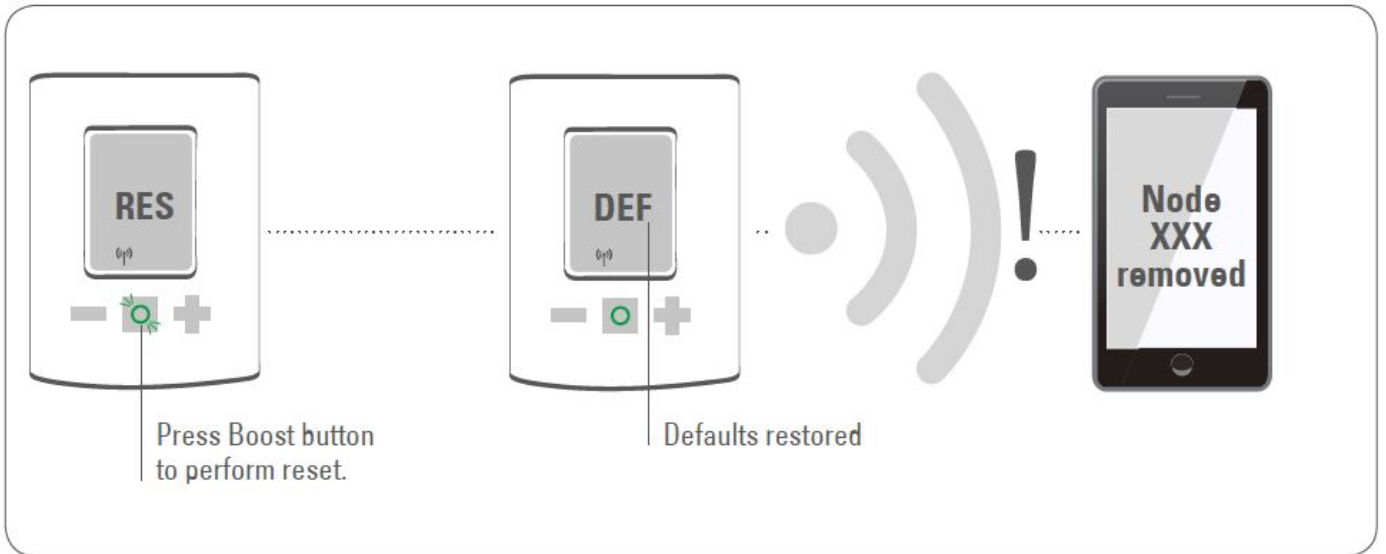 RES
DEF
!
Node
XXX
removed
Press Boost button
to perform reset.
Defaults restored